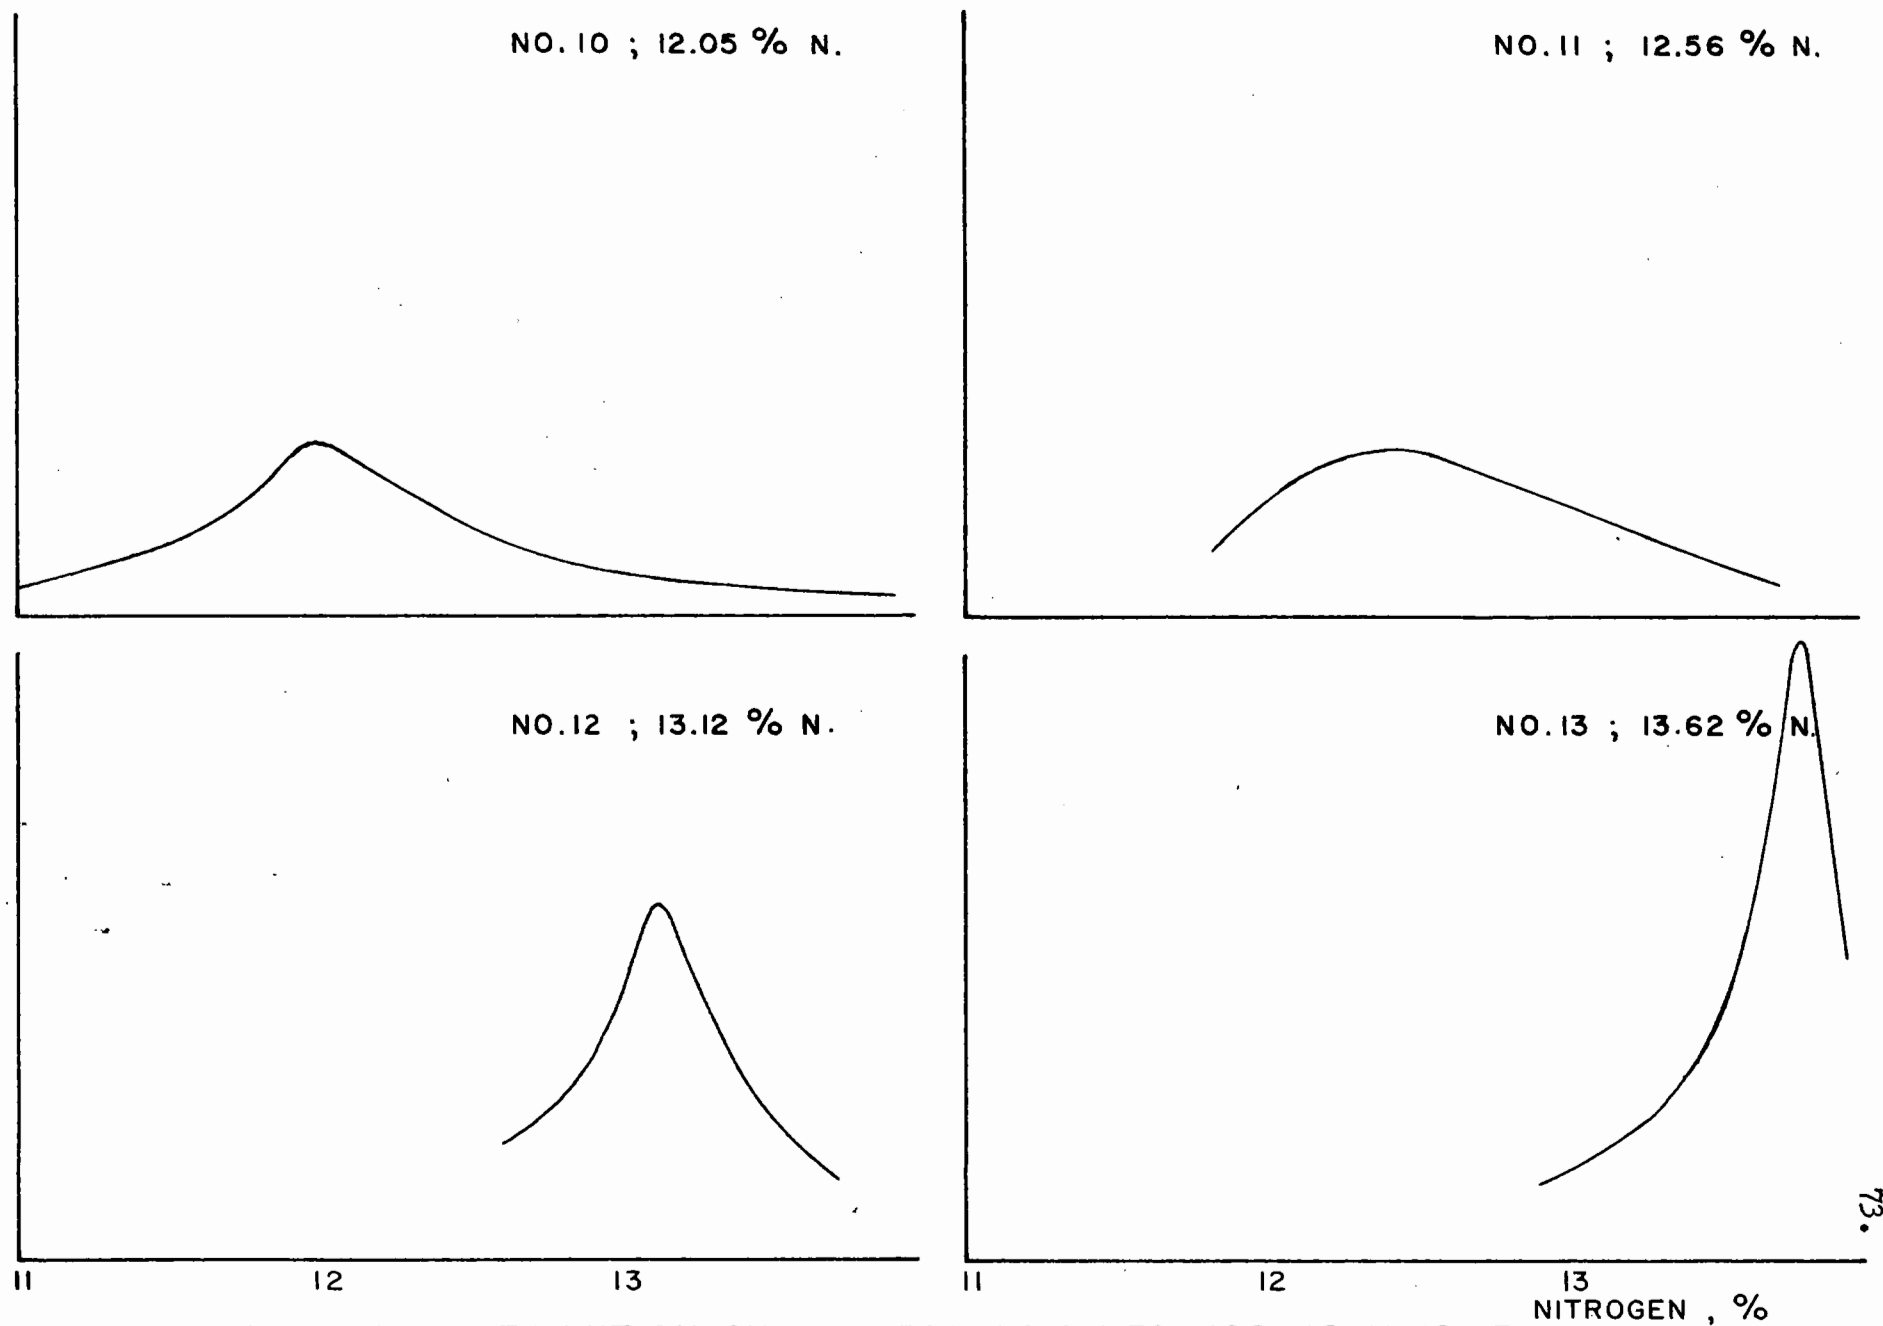 NO. 10 ; 12.05 % N.
NO. 11 ; 12.56 % N.
NO. 12 ; 13.12 % N.
NO. 13 ; 13.62 % N.
73.
11 12 13
11 12 13
NITROGEN , %